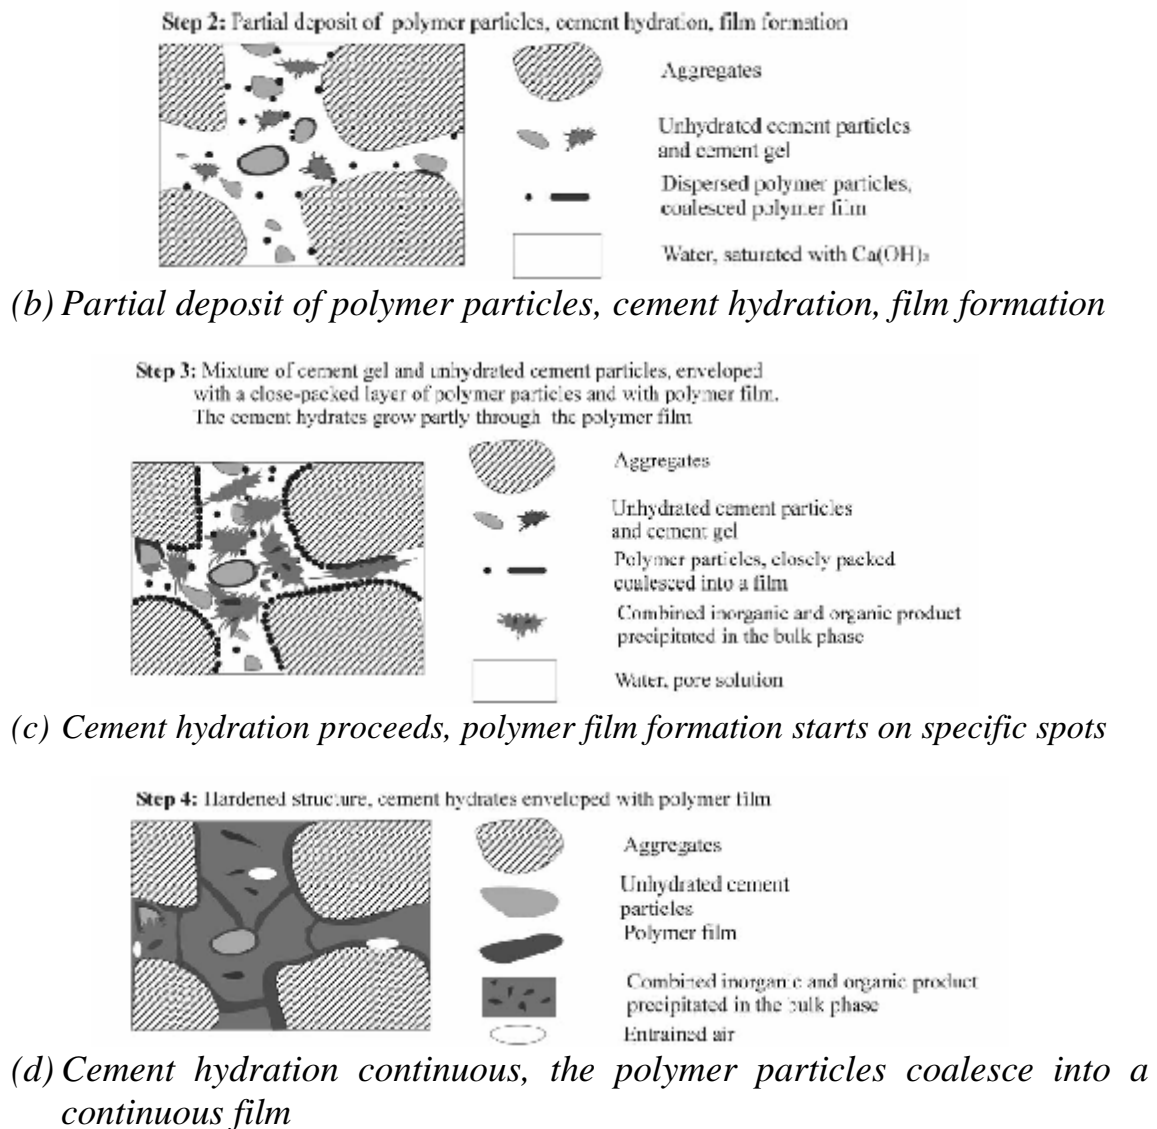 Step 2: Partial deposit of polymer particles, cement hydration, film formation
Aggregates
Unhydrated cement particles
and cement gel
Dispersed polymer particles,
coalesced polymer film
Water, saturated with Ca(OH)₂
(b) Partial deposit of polymer particles, cement hydration, film formation
Step 3: Mixture of cement gel and unhydrated cement particles, enveloped
with a close-packed layer of polymer particles and with polymer film.
The cement hydrates grow partly through the polymer film
Aggregates
Unhydrated cement particles
and cement gel
Polymer particles, closely packed
coalesced into a film
Combined inorganic and organic product
precipitated in the bulk phase
Water, pore solution
(c) Cement hydration proceeds, polymer film formation starts on specific spots
Step 4: Hardened structure, cement hydrates enveloped with polymer film
Aggregates
Unhydrated cement
particles
Polymer film
Combined inorganic and organic product
precipitated in the bulk phase
Entrained air
(d) Cement hydration continuous, the polymer particles coalesce into a
continuous film